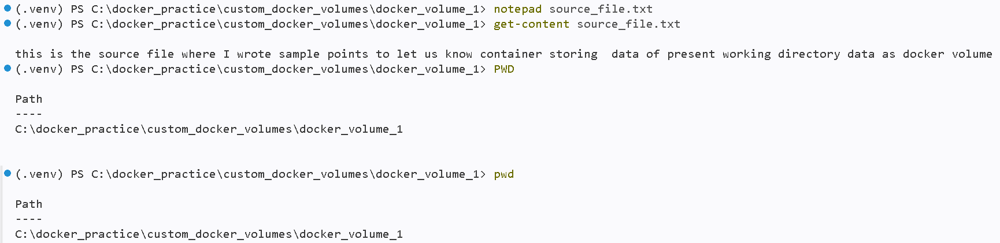 (.venv) PS C:\docker_practice\custom_docker_volumes\docker_volume_1> notepad source_file.txt
(.venv) PS C:\docker_practice\custom_docker_volumes\docker_volume_1> get-content source_file.txt
this is the source file where I wrote sample points to let us know container storing  data of present working directory data as docker volume
(.venv) PS C:\docker_practice\custom_docker_volumes\docker_volume_1> PWD
Path
----
C:\docker_practice\custom_docker_volumes\docker_volume_1
(.venv) PS C:\docker_practice\custom_docker_volumes\docker_volume_1> pwd
Path
----
C:\docker_practice\custom_docker_volumes\docker_volume_1